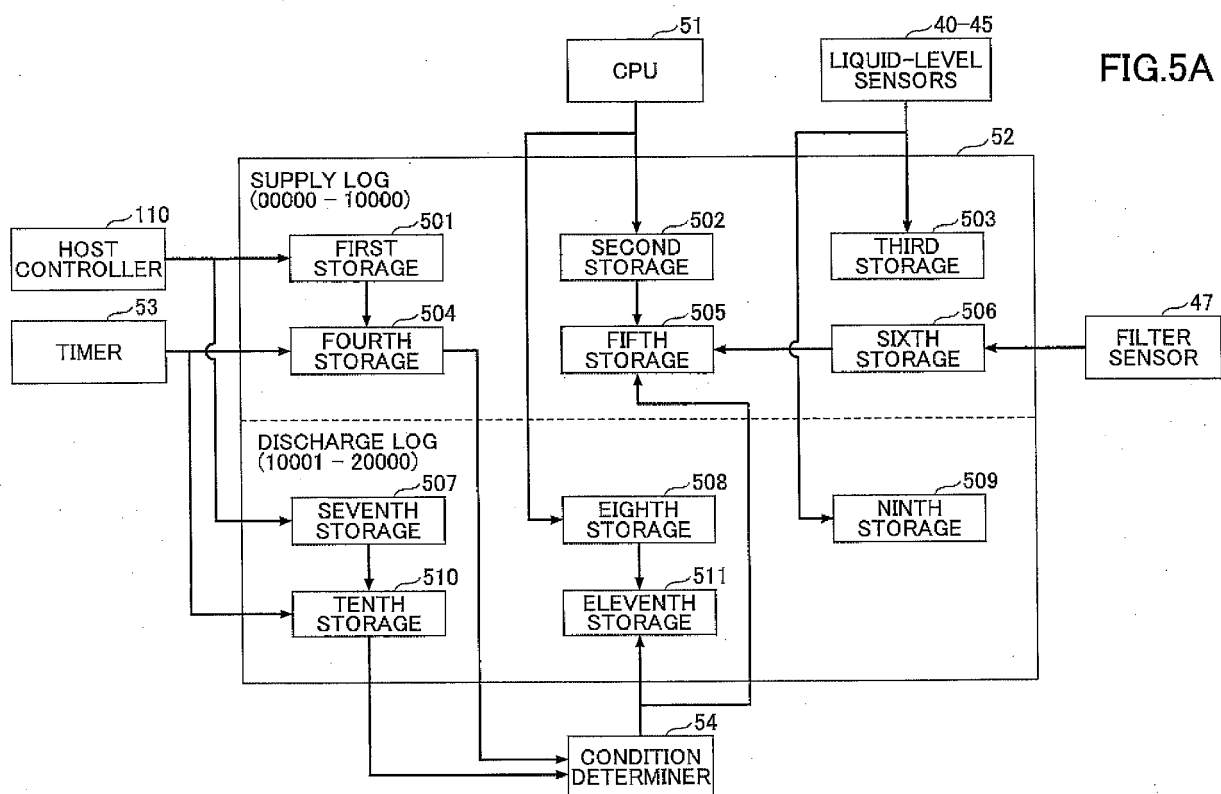 51
CPU
40-45
LIQUID-LEVEL
SENSORS
FIG.5A
52
SUPPLY LOG
(00000 - 10000)
110
HOST
CONTROLLER
501
FIRST
STORAGE
502
SECOND
STORAGE
503
THIRD
STORAGE
53
TIMER
504
FOURTH
STORAGE
505
FIFTH
STORAGE
506
SIXTH
STORAGE
47
FILTER
SENSOR
DISCHARGE LOG
(10001 - 20000)
507
SEVENTH
STORAGE
508
EIGHTH
STORAGE
509
NINTH
STORAGE
510
TENTH
STORAGE
511
ELEVENTH
STORAGE
54
CONDITION
DETERMINER